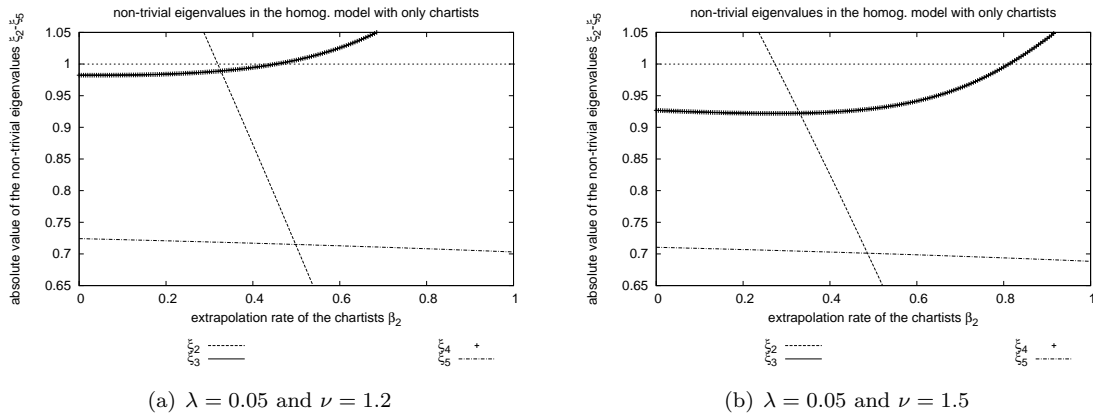 non-trivial eigenvalues in the homog. model with only chartists
absolute value of the non-trivial eigenvalues ξ2-ξ5
1.05
1
0.95
0.9
0.85
0.8
0.75
0.7
0.65
0 0.2 0.4 0.6 0.8 1
extrapolation rate of the chartists β2
ξ2 ξ4
ξ3 ξ5
(a) λ = 0.05 and ν = 1.2
non-trivial eigenvalues in the homog. model with only chartists
absolute value of the non-trivial eigenvalues ξ2-ξ5
1.05
1
0.95
0.9
0.85
0.8
0.75
0.7
0.65
0 0.2 0.4 0.6 0.8 1
extrapolation rate of the chartists β2
ξ2 ξ4
ξ3 ξ5
(b) λ = 0.05 and ν = 1.5